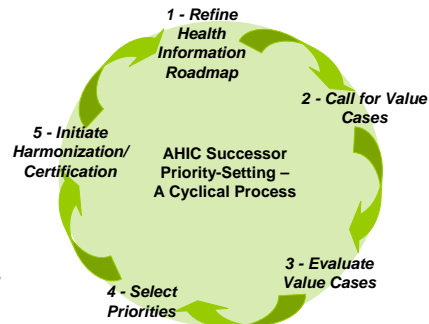 1 - Refine
Health
Information
Roadmap
2 - Call for Value
Cases
3 - Evaluate
Value Cases
4 - Select
Priorities
5 - Initiate
Harmonization/
Certification
AHIC Successor
Priority-Setting –
A Cyclical Process